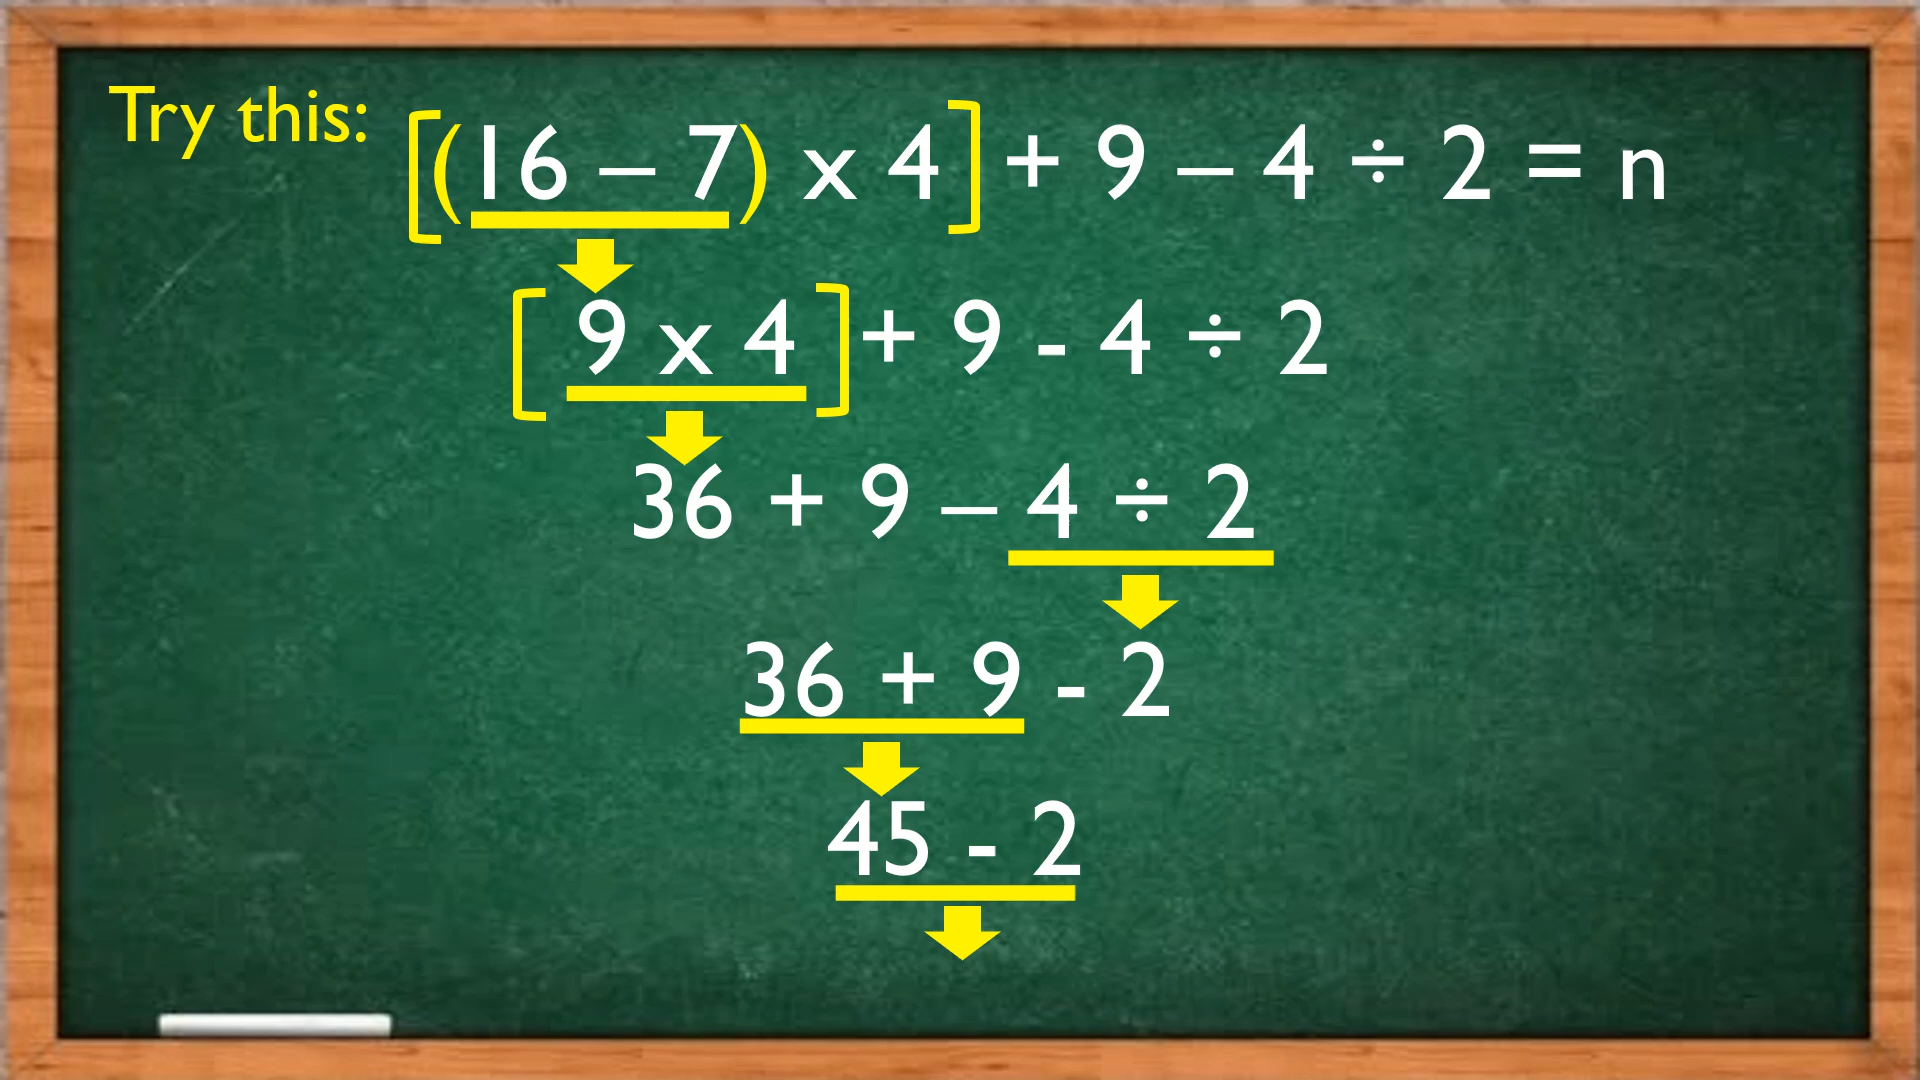 Try this: [(16 – 7) x 4] + 9 – 4 ÷ 2 = n
[9 x 4] + 9 - 4 ÷ 2
36 + 9 – 4 ÷ 2
36 + 9 - 2
45 - 2